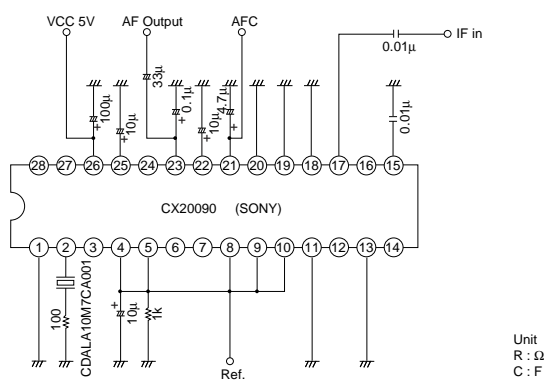 VCC 5V AF Output AFC
IF in
0.01μ
33μ
100μ
10μ
0.1μ
10μ
4.7μ
0.01μ
28 27 26 25 24 23 22 21 20 19 18 17 16 15
CX20090 (SONY)
1 2 3 4 5 6 7 8 9 10 11 12 13 14
100
CDALA10M7CA001
10μ
1k
Ref.
Unit
R : Ω
C : F